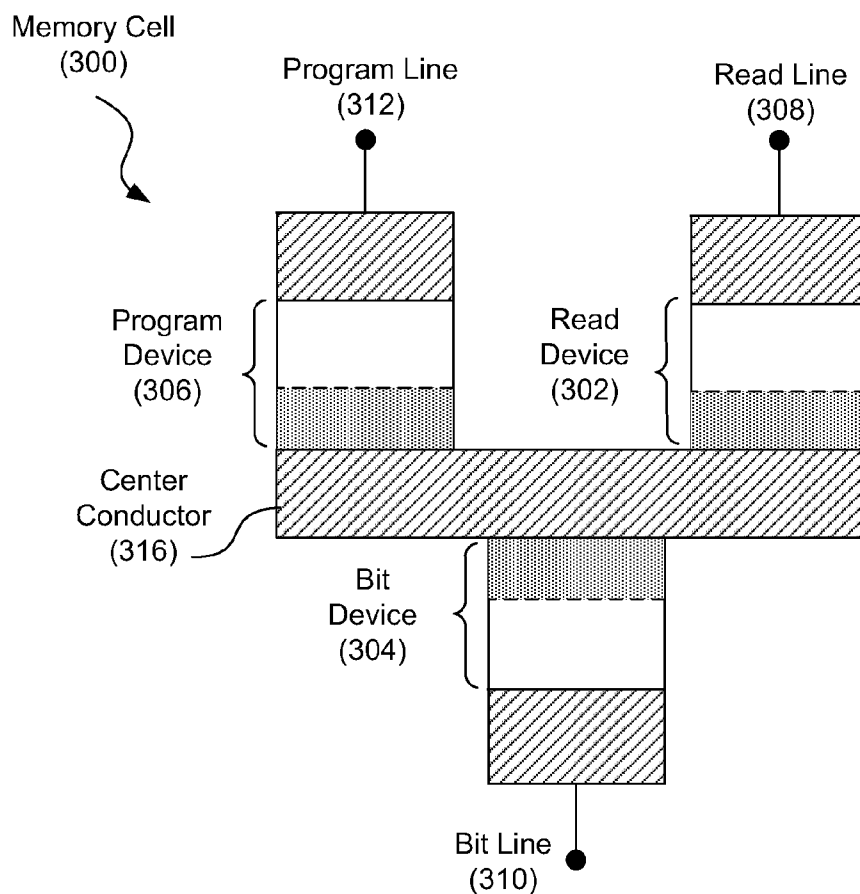 Memory Cell
(300)
Program Line
(312)
Read Line
(308)
Program
Device
(306)
Read
Device
(302)
Center
Conductor
(316)
Bit
Device
(304)
Bit Line
(310)